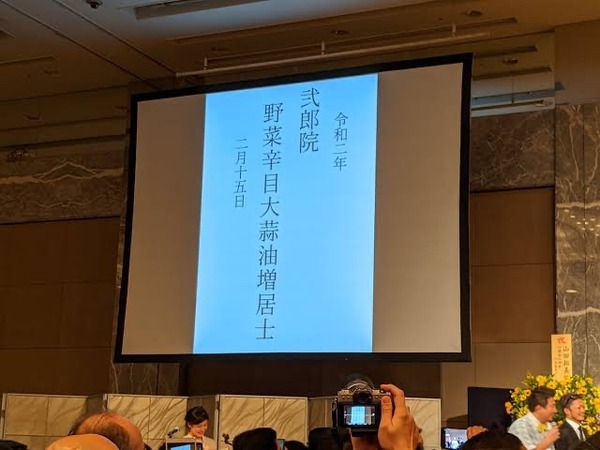 令和二年
弐郎院
野菜辛目大蒜油増居士
二月十五日
祝